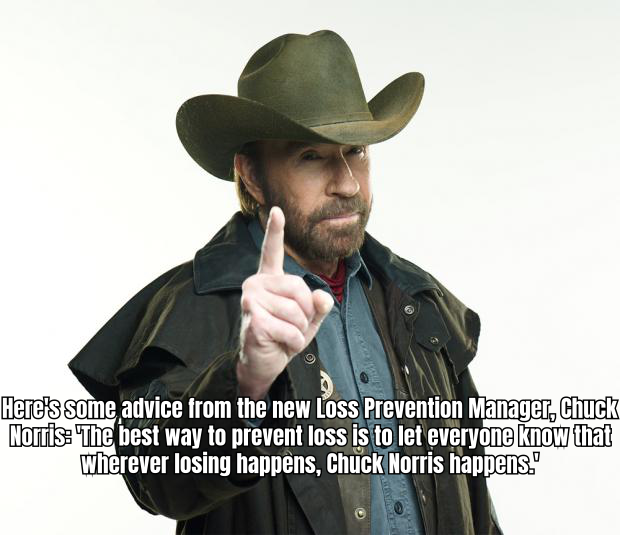 Here's some advice from the new Loss Prevention Manager, Chuck
Norris: 'The best way to prevent loss is to let everyone know that
wherever losing happens, Chuck Norris happens.'